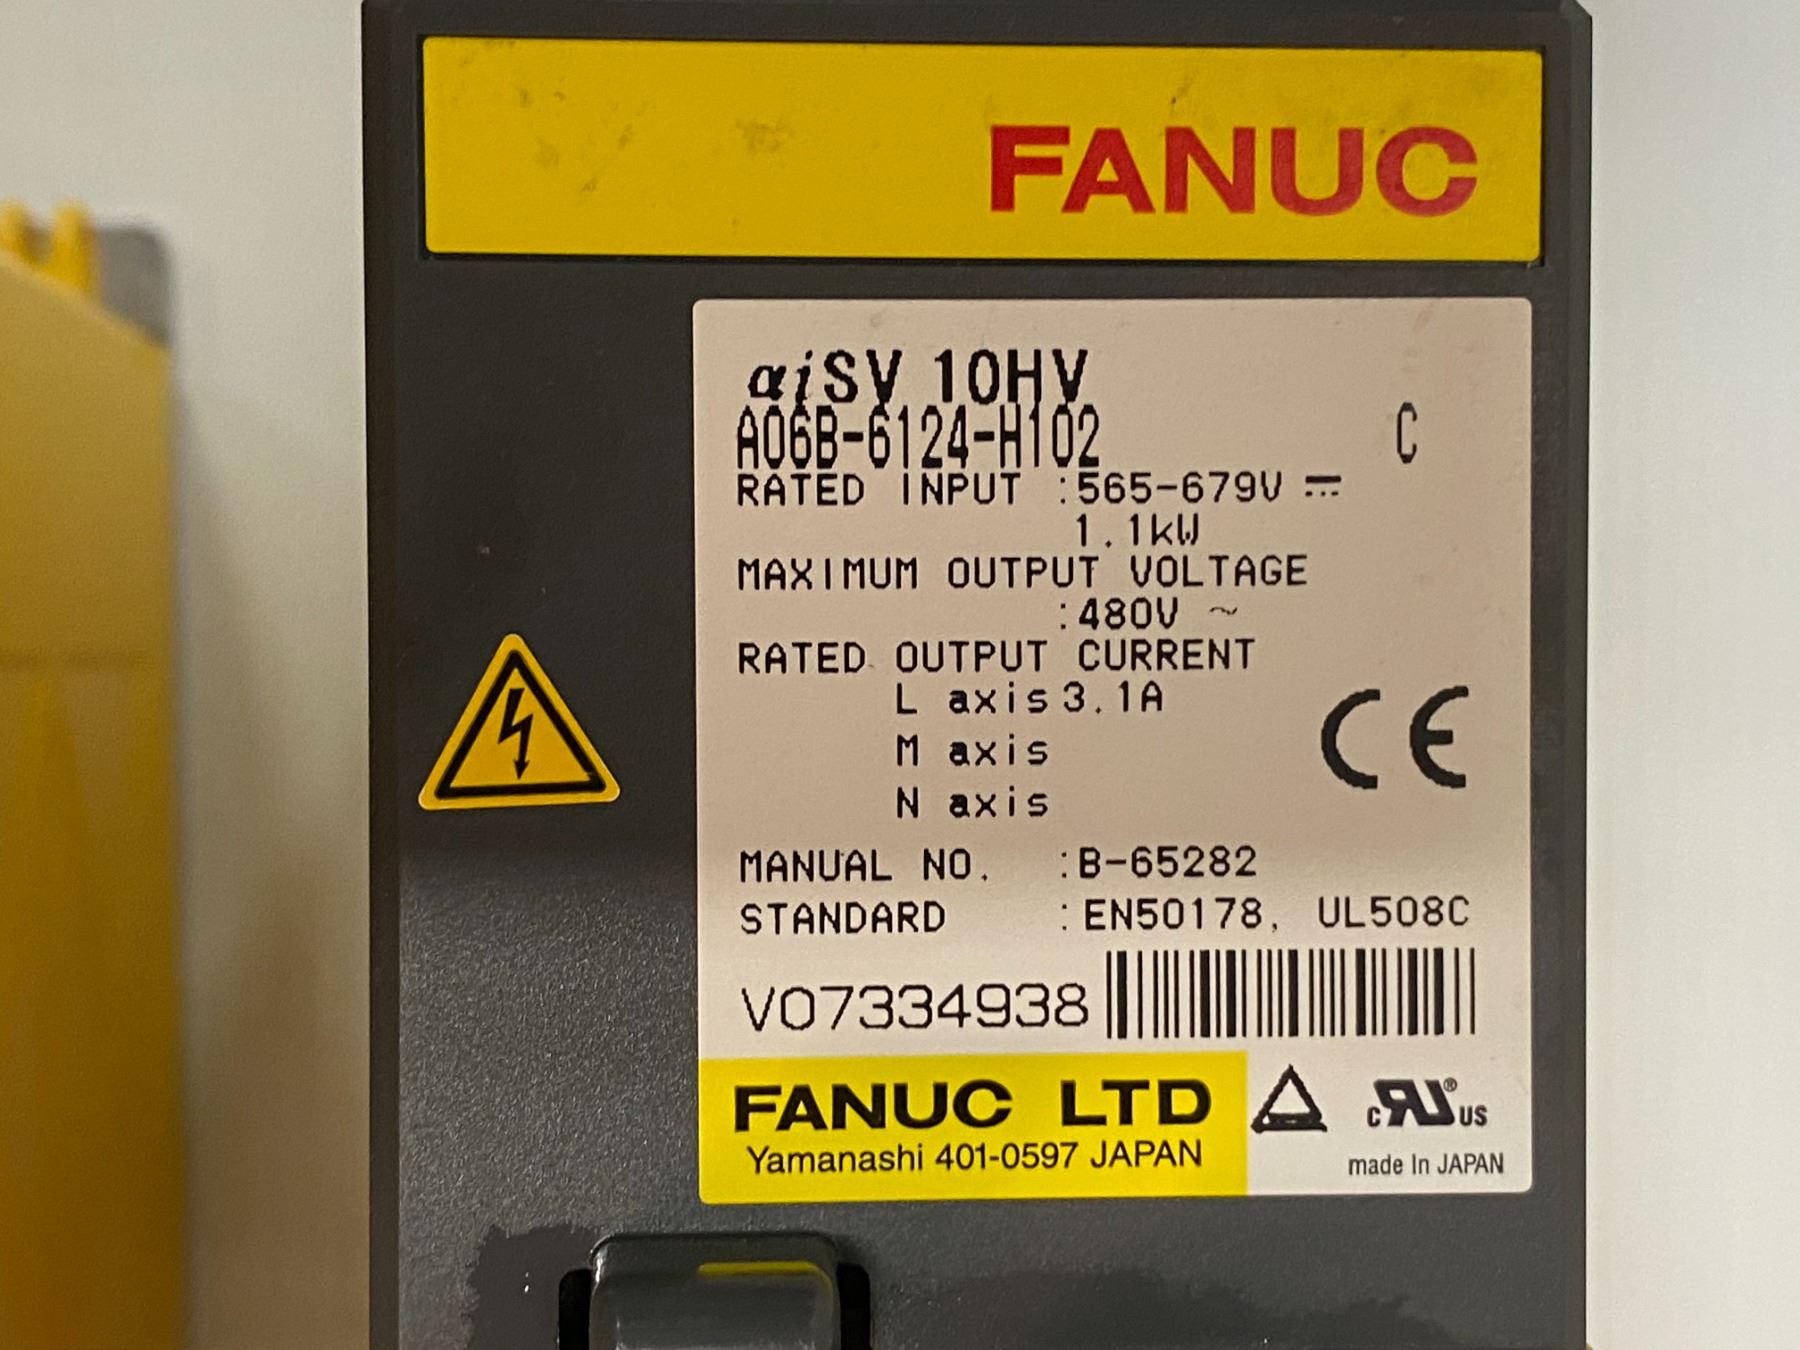 FANUC
αiSV 10HV
A06B-6124-H102 C
RATED INPUT :565-679V ⎓
1.1kW
MAXIMUM OUTPUT VOLTAGE
:480V ~
RATED OUTPUT CURRENT
L axis 3.1A
M axis
N axis
CE
MANUAL NO. :B-65282
STANDARD :EN50178, UL508C
V07334938
FANUC LTD
Yamanashi 401-0597 JAPAN
c RU ® US
made In JAPAN